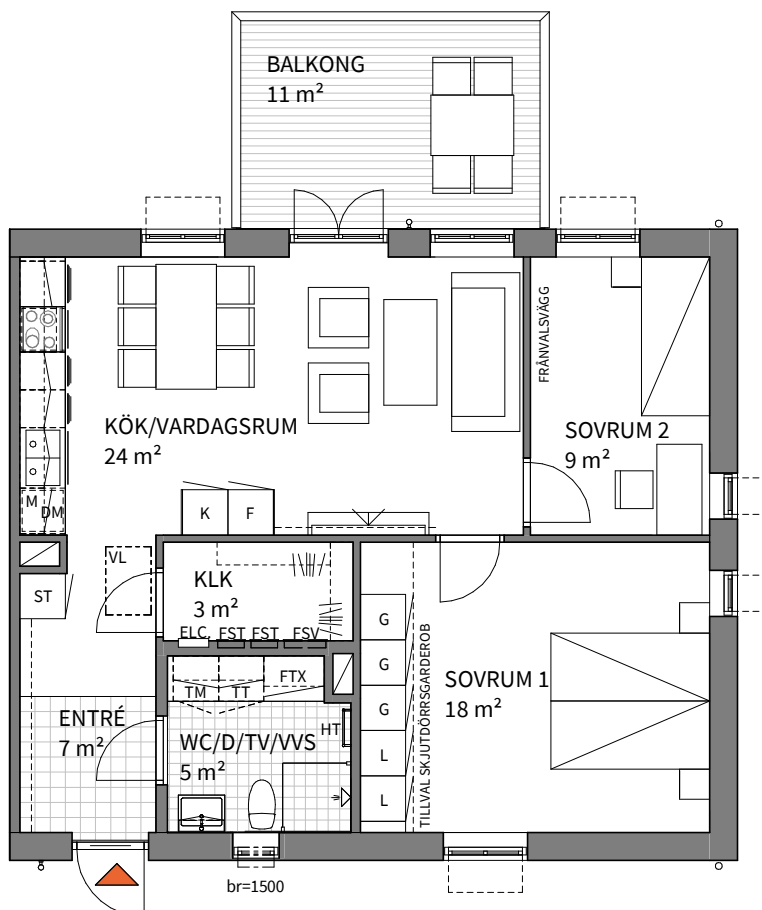 BALKONG
11 m²
FRÅNVALSVÄGG
KÖK/VARDAGSRUM
24 m²
SOVRUM 2
9 m²
M
DM
K
F
VL
ST
KLK
3 m²
ELC
FST
FST
FSV
G
G
G
L
L
TILLVAL SKJUTDÖRRSGARDEROB
SOVRUM 1
18 m²
TM
TT
FTX
HT
ENTRÉ
7 m²
WC/D/TV/VVS
5 m²
br=1500